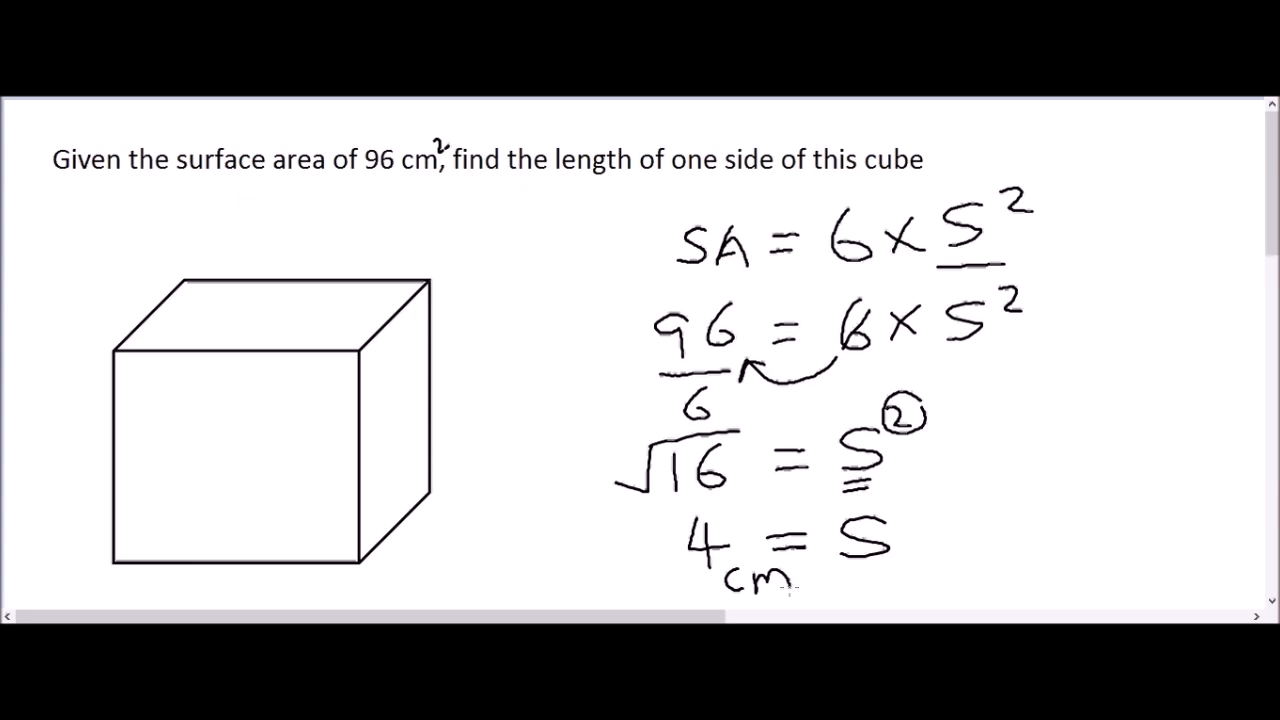 Given the surface area of 96 cm², find the length of one side of this cube
SA = 6 × S²
96 = 6 × S²
6
√16 = S²
4 = S
cm